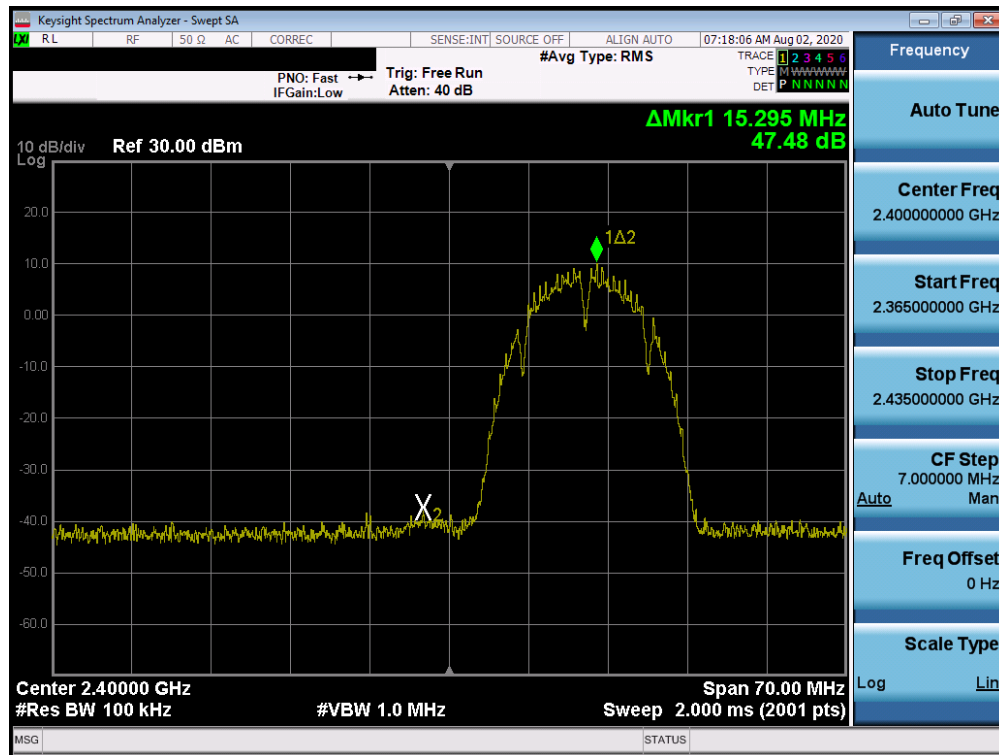 Keysight Spectrum Analyzer - Swept SA
LXI RL RF 50 Ω AC CORREC SENSE:INT SOURCE OFF ALIGN AUTO 07:18:06 AM Aug 02, 2020
#Avg Type: RMS TRACE 1 2 3 4 5 6
PNO: Fast Trig: Free Run TYPE M WWWWW
IFGain:Low Atten: 40 dB DET P N N N N N
ΔMkr1 15.295 MHz
47.48 dB
10 dB/div Ref 30.00 dBm
Log
1Δ2
20.0
10.0
0.00
-10.0
-20.0
-30.0
X2
-40.0
-50.0
-60.0
Center 2.40000 GHz Span 70.00 MHz
#Res BW 100 kHz #VBW 1.0 MHz Sweep 2.000 ms (2001 pts)
MSG STATUS
Frequency
Auto Tune
Center Freq
2.400000000 GHz
Start Freq
2.365000000 GHz
Stop Freq
2.435000000 GHz
CF Step
7.000000 MHz
Auto Man
Freq Offset
0 Hz
Scale Type
Log Lin